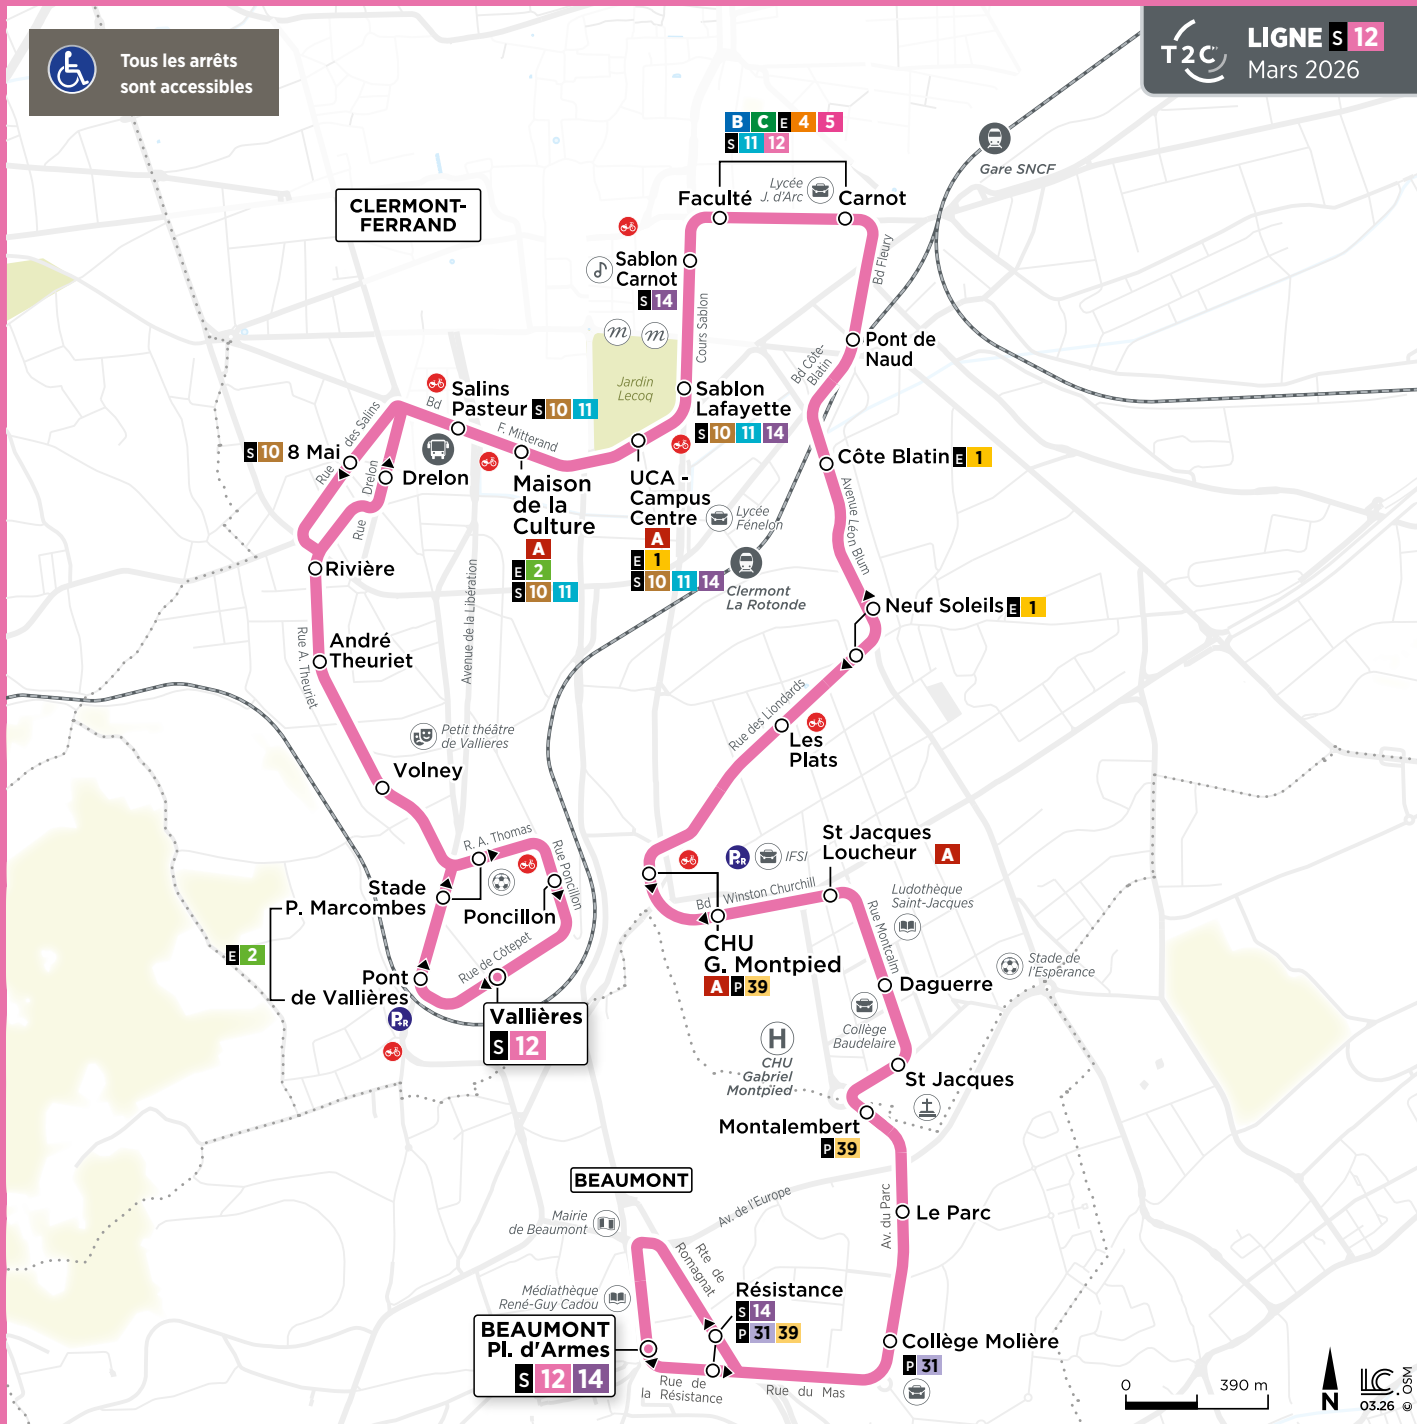 Tous les arrêts
sont accessibles
T2C
LIGNE S 12
Mars 2026
B C E 4 5
S 11 12
Gare SNCF
Lycée
J. d'Arc
Faculté
Carnot
CLERMONT-
FERRAND
Sablon
Carnot
S 14
Bd Fleury
Cours Sablon
m m
Jardin
Lecoq
Pont de
Naud
Bd Côte-
Blatin
Salins
Pasteur S 10 11
Bd
F. Mitterand
Sablon
Lafayette
S 10 11 14
S 10 8 Mai
Rue des Salins
Drelon
Rue Drelon
Maison
de la
Culture
A
E 2
S 10 11
UCA -
Campus
Centre
A
E 1
S 10 11 14
Lycée
Fénelon
Clermont
La Rotonde
Côte Blatin E 1
Avenue Léon Blum
Neuf Soleils E 1
Rivière
André
Theuriet
Rue A. Theuriet
Avenue de la Libération
Petit théâtre
de Vallieres
Volney
Rue des Liondards
Les
Plats
R. A. Thomas
Rue Poncillon
Stade
P. Marcombes
Poncillon
E 2
Rue de Côtepet
Pont
de Vallières
P+R
Vallières
S 12
P+R
IFSI
St Jacques
Loucheur A
Bd Winston Churchill
Ludothèque
Saint-Jacques
Rue Montcalm
CHU
G. Montpied
A P 39
Stade de
l'Espérance
Daguerre
Collège
Baudelaire
H
CHU
Gabriel
Montpied
St Jacques
Montalembert
P 39
BEAUMONT
Av. de l'Europe
Mairie
de Beaumont
Av. du Parc
Le Parc
Rte de
Romagnat
Médiathèque
René-Guy Cadou
Résistance
S 14
P 31 39
BEAUMONT
Pl. d'Armes
S 12 14
Collège Molière
P 31
Rue de
la Résistance
Rue du Mas
0 390 m
N
LC.
03.26
© OSM